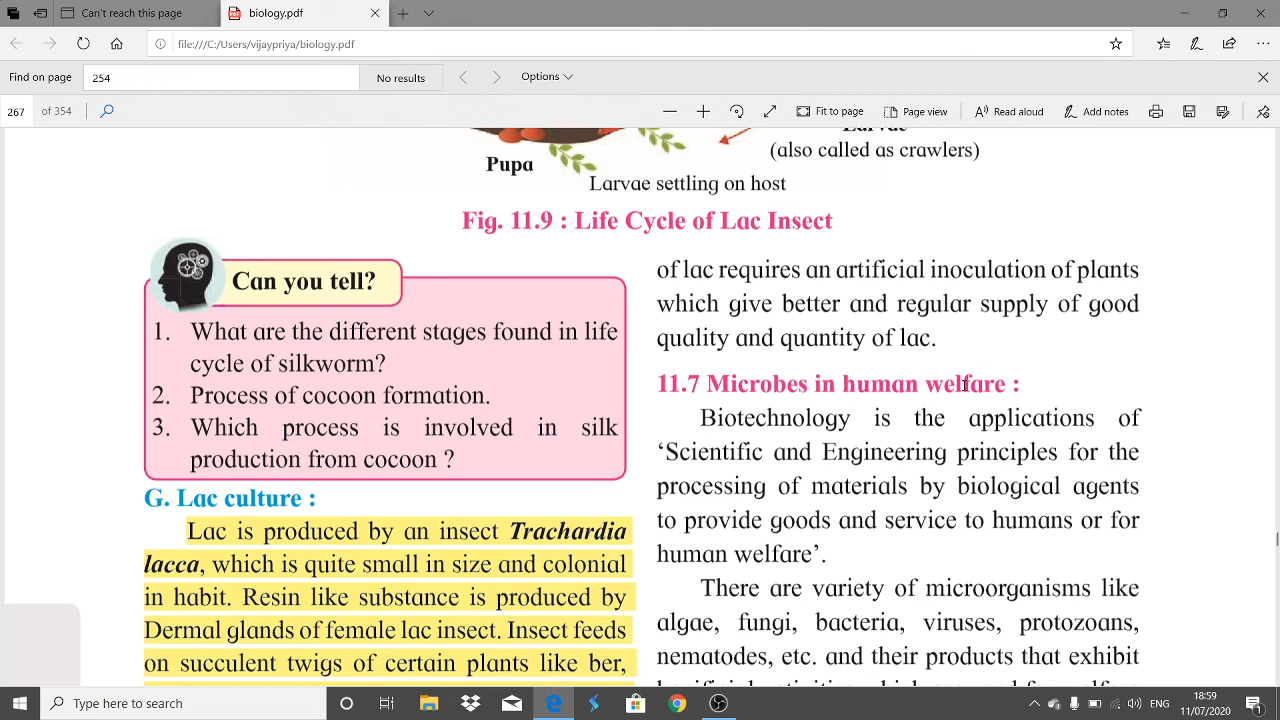 Can't reach this page
biology.pdf
file:///C:/Users/vijaypriya/biology.pdf
Find on page
254
No results
Options
267
of 354
Fit to page
Page view
Read aloud
Add notes
Larvae
(also called as crawlers)
Pupa
Larvae settling on host
Fig. 11.9 : Life Cycle of Lac Insect
Can you tell?
1. What are the different stages found in life
cycle of silkworm?
2. Process of cocoon formation.
3. Which process is involved in silk
production from cocoon ?
G. Lac culture :
Lac is produced by an insect Trachardia
lacca, which is quite small in size and colonial
in habit. Resin like substance is produced by
Dermal glands of female lac insect. Insect feeds
on succulent twigs of certain plants like ber,
of lac requires an artificial inoculation of plants
which give better and regular supply of good
quality and quantity of lac.
11.7 Microbes in human welfare :
Biotechnology is the applications of
‘Scientific and Engineering principles for the
processing of materials by biological agents
to provide goods and service to humans or for
human welfare’.
There are variety of microorganisms like
algae, fungi, bacteria, viruses, protozoans,
nematodes, etc. and their products that exhibit
Type here to search
ENG
18:59
11/07/2020